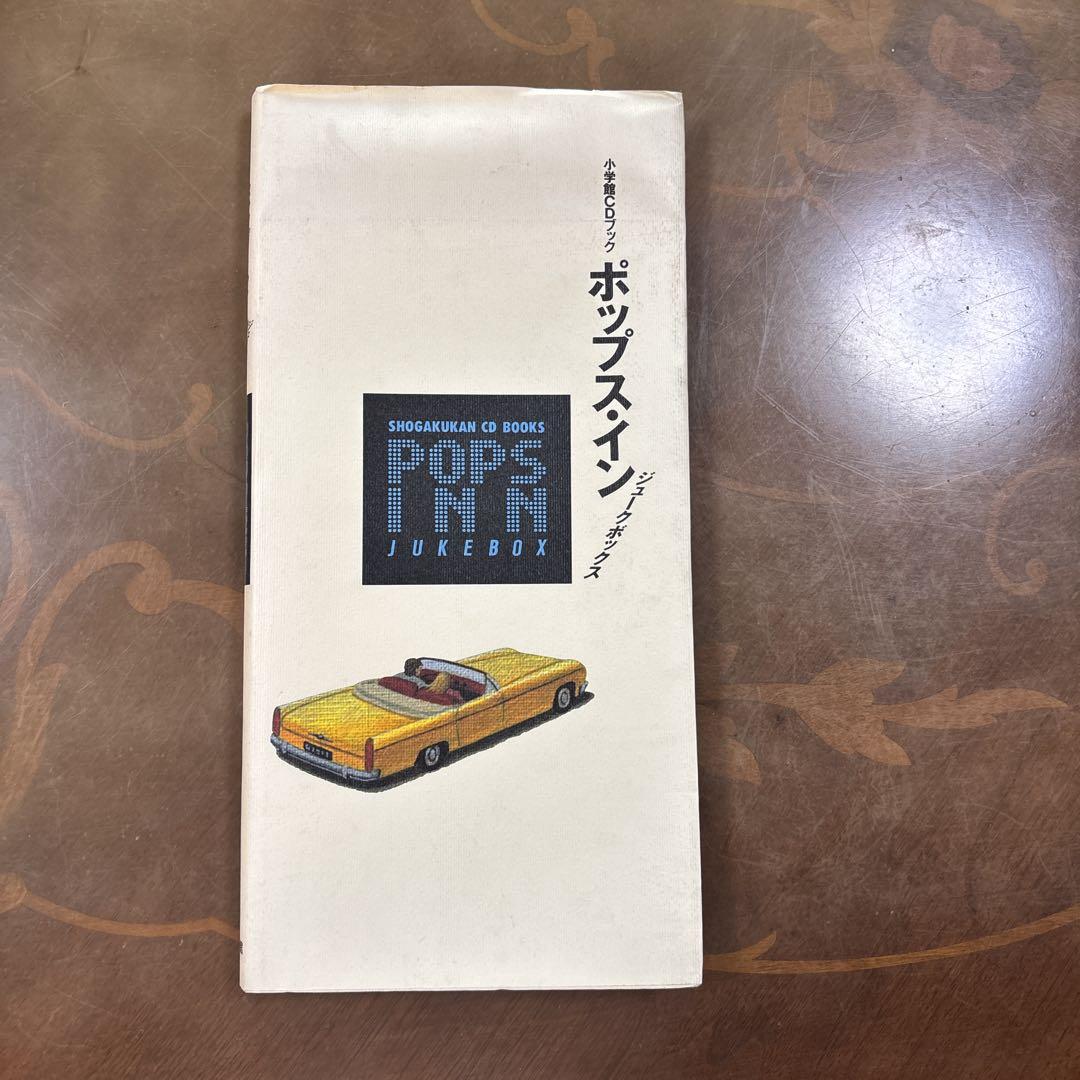 小学館CDブック
ポップス・イン
ジュークボックス
SHOGAKUKAN CD BOOKS
POPS
INN
JUKEBOX